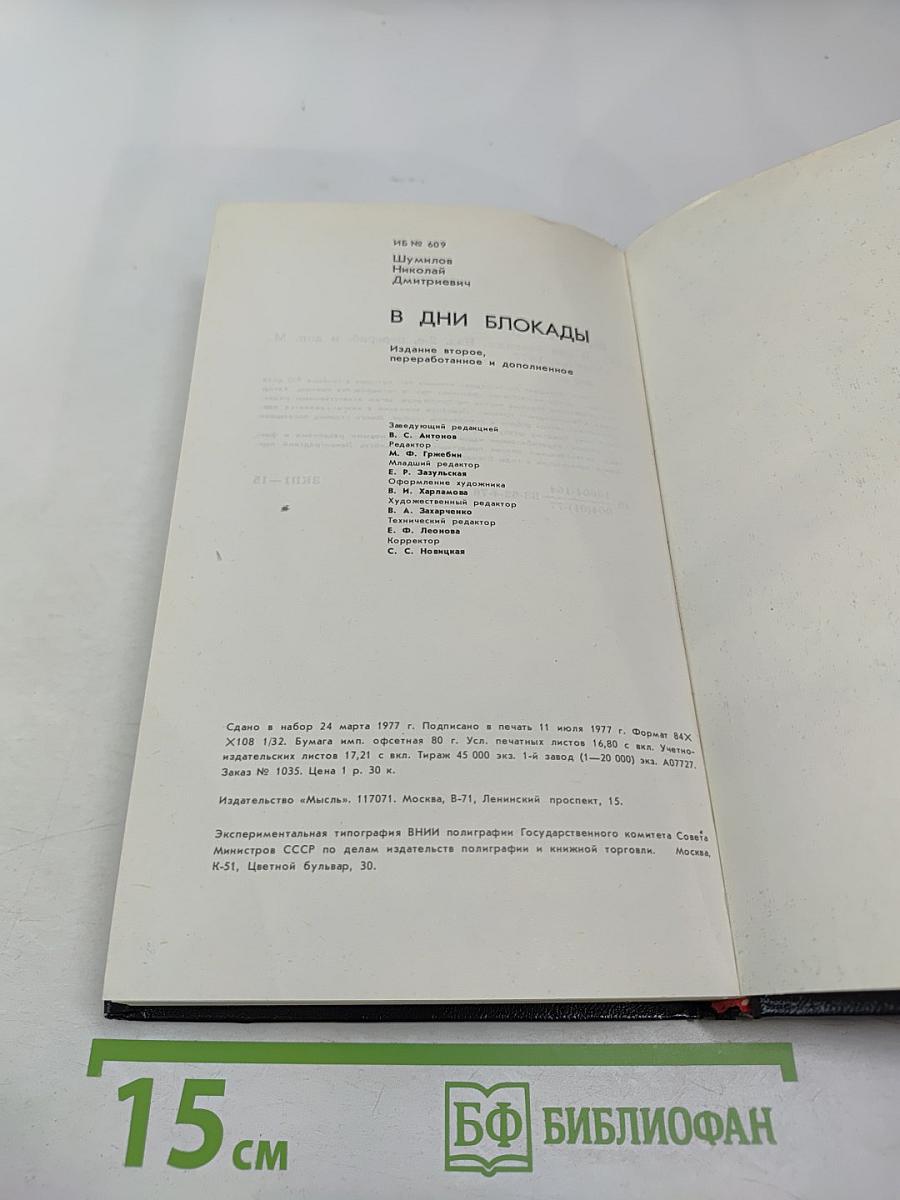 ИБ № 609
Шумилов
Николай
Дмитриевич
В ДНИ БЛОКАДЫ
Издание второе,
переработанное и дополненное
Заведующий редакцией
В. С. Антонов
Редактор
М. Ф. Гржебин
Младший редактор
Е. Р. Зазульская
Оформление художника
В. И. Харламова
Художественный редактор
В. А. Захарченко
Технический редактор
Е. Ф. Леонова
Корректор
С. С. Новицкая
Сдано в набор 24 марта 1977 г. Подписано в печать 11 июля 1977 г. Формат 84X
X108 1/32. Бумага имп. офсетная 80 г. Усл. печатных листов 16,80 с вкл. Учетно-
издательских листов 17,21 с вкл. Тираж 45 000 экз. 1-й завод (1—20 000) экз. А07727.
Заказ № 1035. Цена 1 р. 30 к.
Издательство «Мысль». 117071. Москва, В-71, Ленинский проспект, 15.
Экспериментальная типография ВНИИ полиграфии Государственного комитета Совета
Министров СССР по делам издательств полиграфии и книжной торговли. Москва,
К-51, Цветной бульвар, 30.
15 см
БФ БИБЛИОФАН